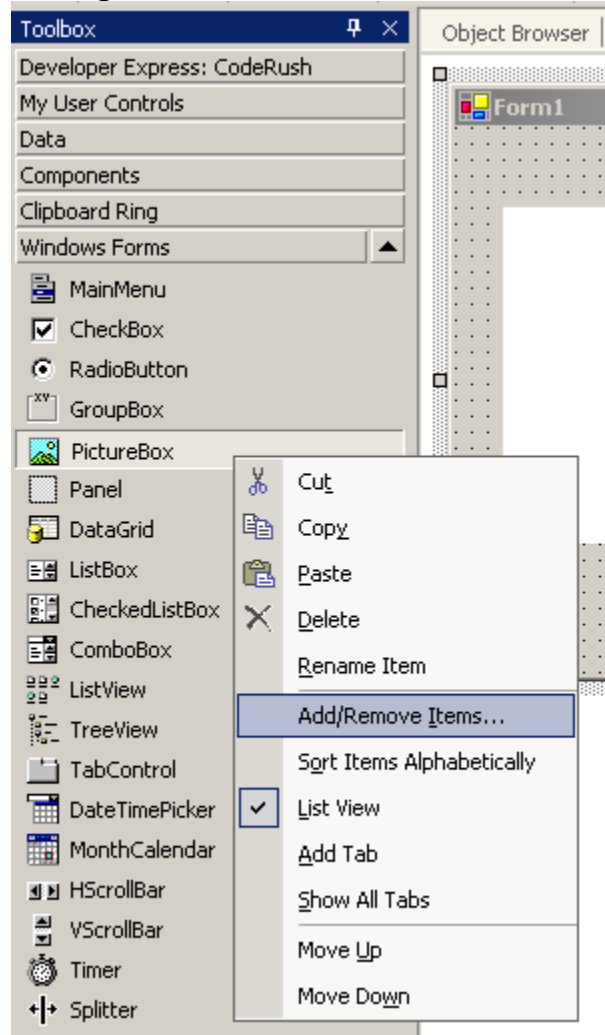 Toolbox
Object Browser
Developer Express: CodeRush
My User Controls
Data
Components
Clipboard Ring
Windows Forms
MainMenu
CheckBox
RadioButton
XY
GroupBox
PictureBox
Panel
DataGrid
ListBox
CheckedListBox
ComboBox
ListView
TreeView
TabControl
DateTimePicker
MonthCalendar
HScrollBar
VScrollBar
Timer
Splitter
Form1
Cut
Copy
Paste
Delete
Rename Item
Add/Remove Items...
Sort Items Alphabetically
List View
Add Tab
Show All Tabs
Move Up
Move Down